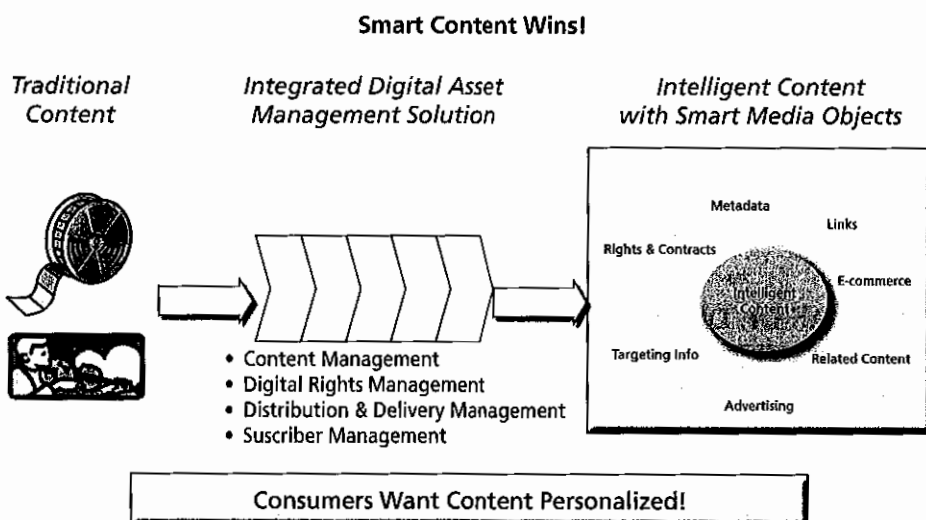 Smart Content Wins!
Traditional
Content
Integrated Digital Asset
Management Solution
Intelligent Content
with Smart Media Objects
Metadata
Links
Rights & Contracts
E-commerce
Intelligent
Content
Targeting Info
Related Content
Advertising
• Content Management
• Digital Rights Management
• Distribution & Delivery Management
• Suscriber Management
Consumers Want Content Personalized!